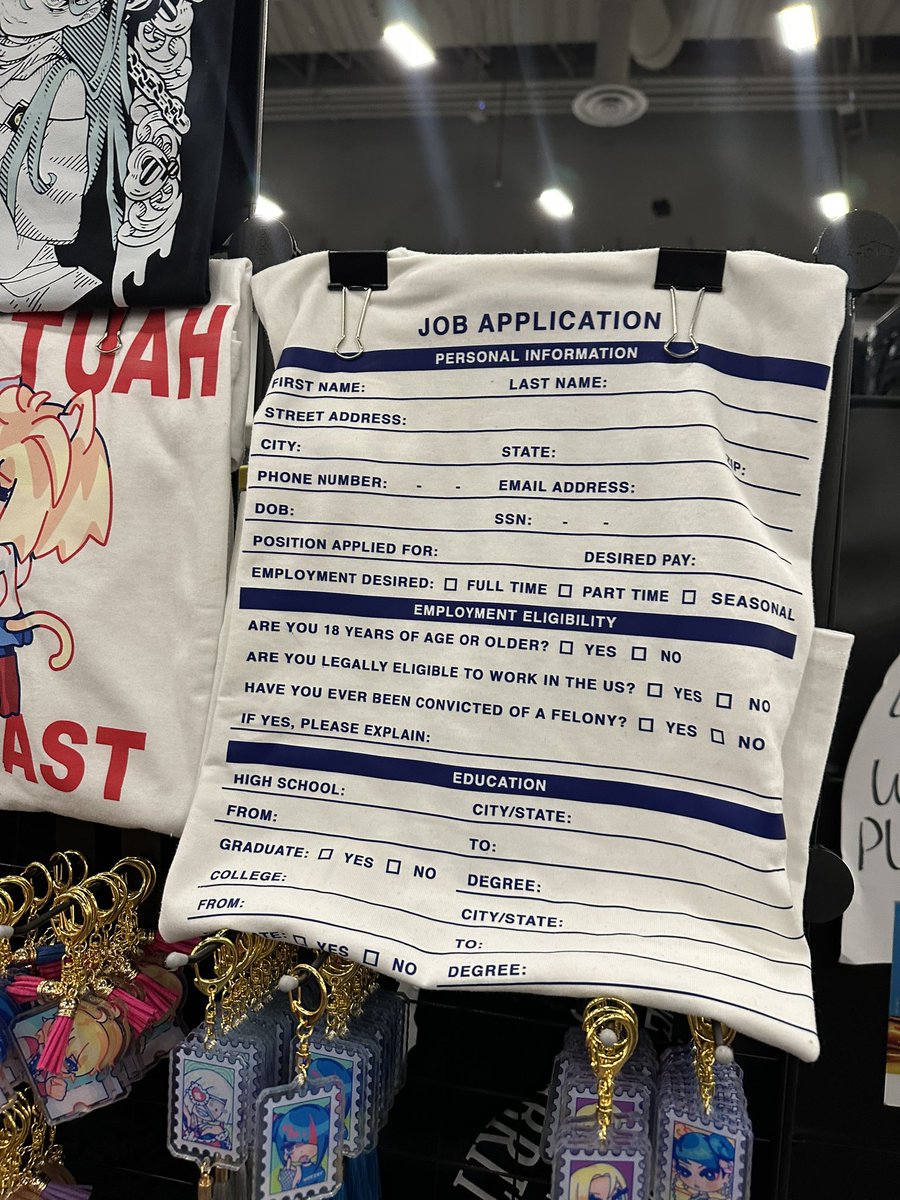 TUAH
AST
JOB APPLICATION
PERSONAL INFORMATION
FIRST NAME: LAST NAME:
STREET ADDRESS:
CITY: STATE: ZIP:
PHONE NUMBER: - - EMAIL ADDRESS:
DOB: SSN: - -
POSITION APPLIED FOR: DESIRED PAY:
EMPLOYMENT DESIRED: ☐ FULL TIME ☐ PART TIME ☐ SEASONAL
EMPLOYMENT ELIGIBILITY
ARE YOU 18 YEARS OF AGE OR OLDER? ☐ YES ☐ NO
ARE YOU LEGALLY ELIGIBLE TO WORK IN THE US? ☐ YES ☐ NO
HAVE YOU EVER BEEN CONVICTED OF A FELONY? ☐ YES ☐ NO
IF YES, PLEASE EXPLAIN:
EDUCATION
HIGH SCHOOL: CITY/STATE:
FROM: TO:
GRADUATE: ☐ YES ☐ NO DEGREE:
COLLEGE: CITY/STATE:
FROM: TO:
☐ YES ☐ NO DEGREE: